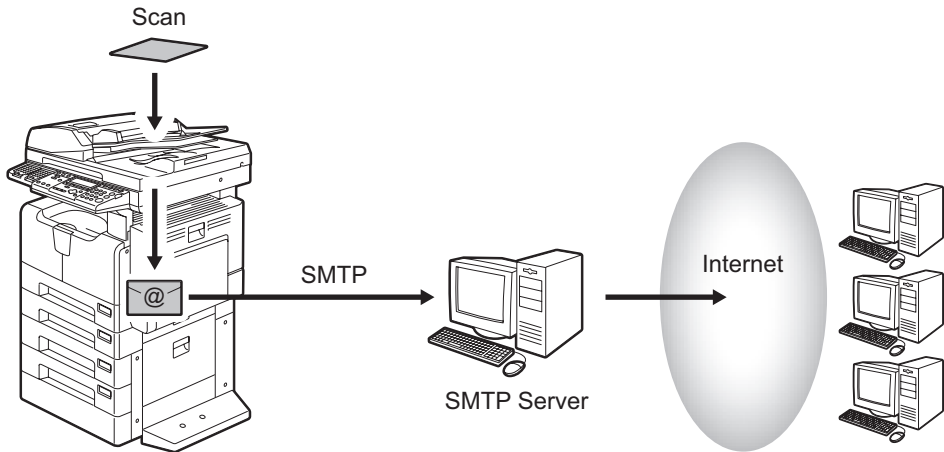 Scan
@
SMTP
SMTP Server
Internet